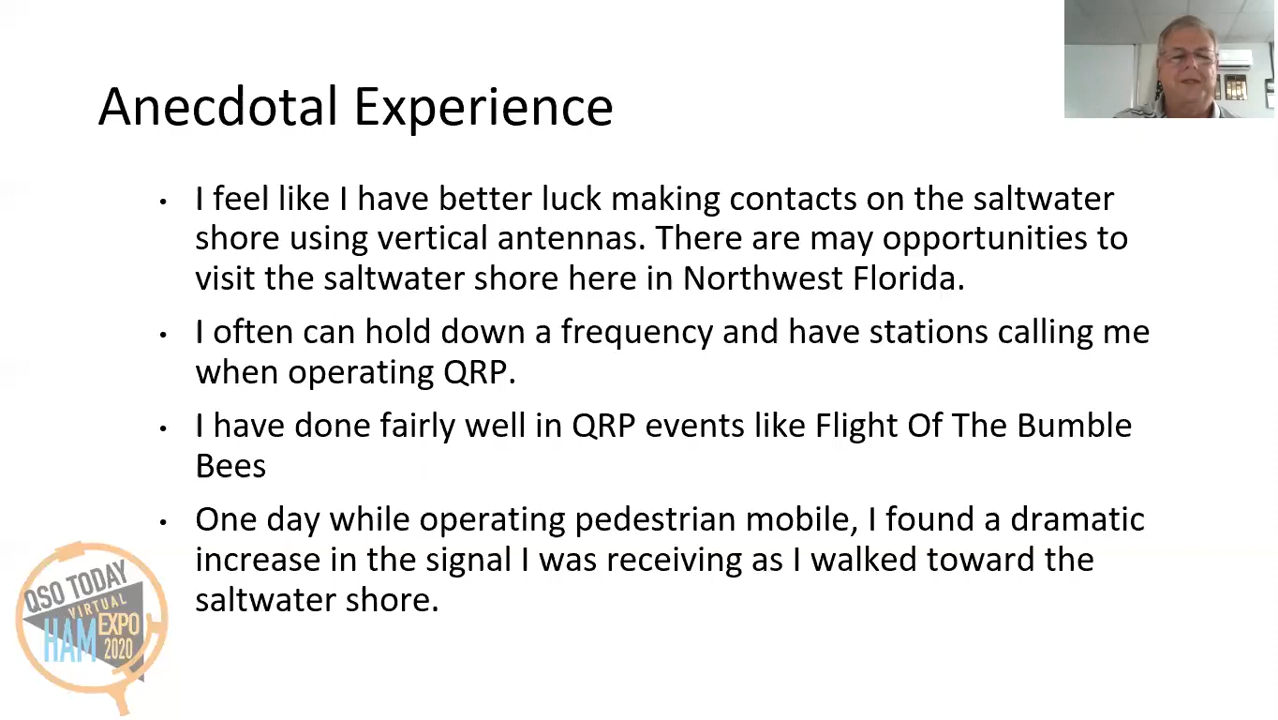 Anecdotal Experience
• I feel like I have better luck making contacts on the saltwater
shore using vertical antennas. There are may opportunities to
visit the saltwater shore here in Northwest Florida.
• I often can hold down a frequency and have stations calling me
when operating QRP.
• I have done fairly well in QRP events like Flight Of The Bumble
Bees
• One day while operating pedestrian mobile, I found a dramatic
increase in the signal I was receiving as I walked toward the
saltwater shore.
QSO TODAY
VIRTUAL
HAM EXPO
2020